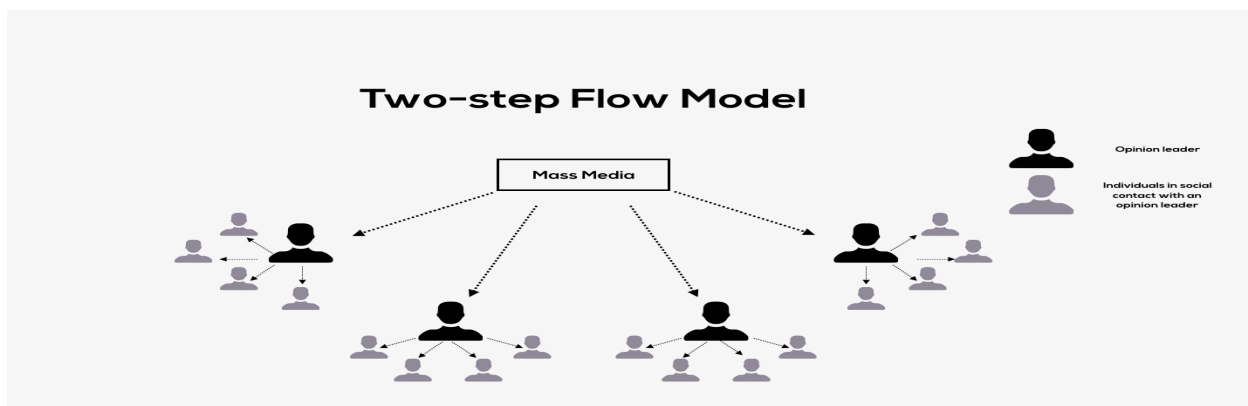 Two-step Flow Model
Mass Media
Opinion leader
Individuals in social
contact with an
opinion leader